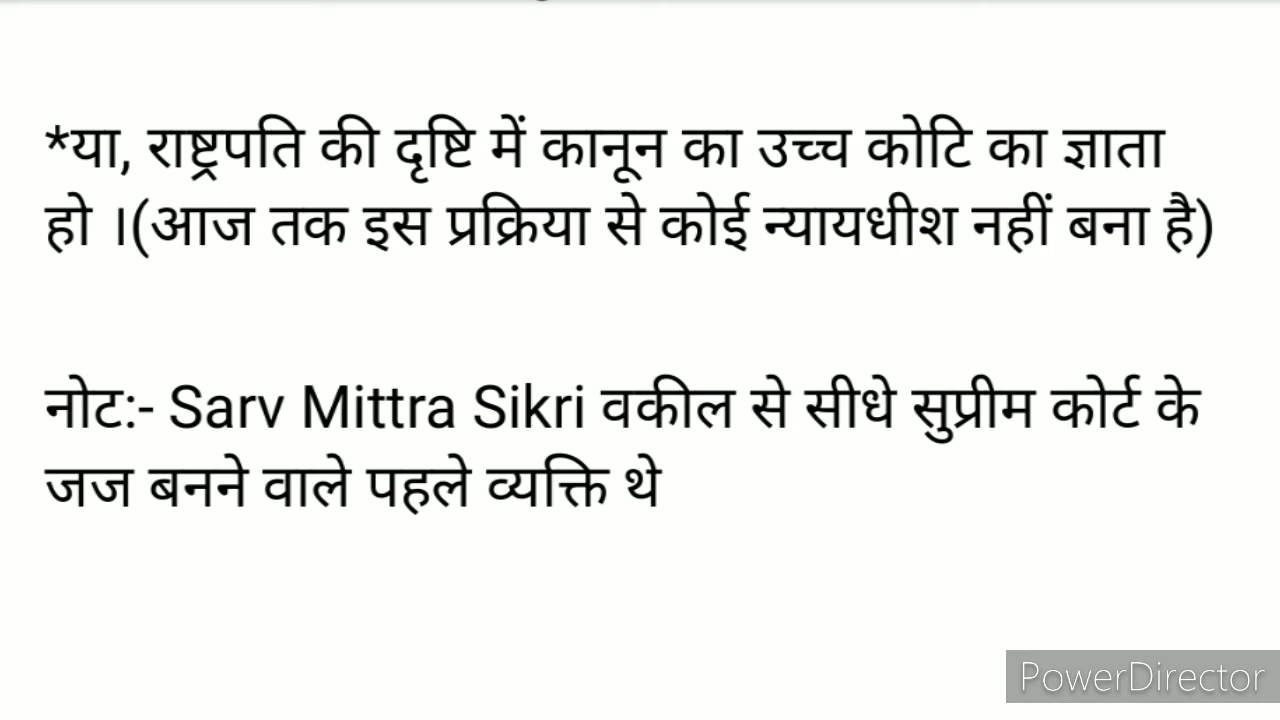 *या, राष्ट्रपति की दृष्टि में कानून का उच्च कोटि का ज्ञाता
हो ।(आज तक इस प्रक्रिया से कोई न्यायधीश नहीं बना है)
नोट:- Sarv Mittra Sikri वकील से सीधे सुप्रीम कोर्ट के
जज बनने वाले पहले व्यक्ति थे
PowerDirector